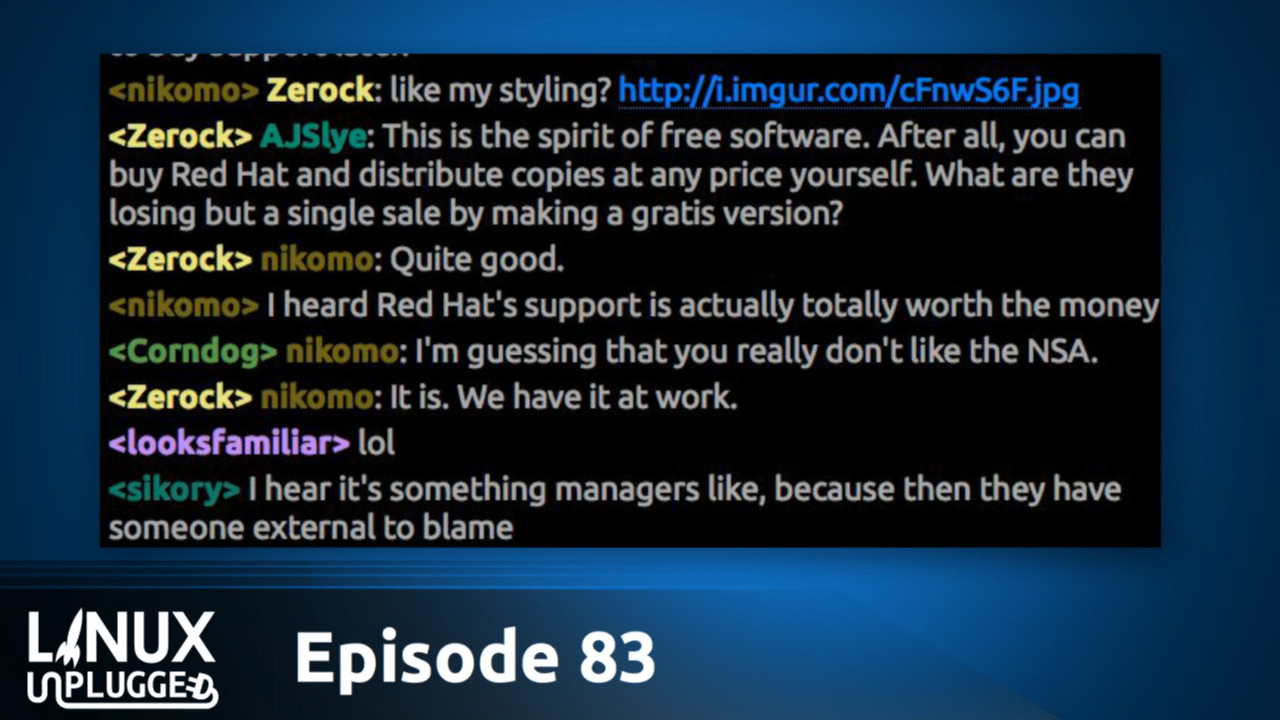 to buy support later.
<nikomo> Zerock: like my styling? http://i.imgur.com/cFnwS6F.jpg
<Zerock> AJSlye: This is the spirit of free software. After all, you can
buy Red Hat and distribute copies at any price yourself. What are they
losing but a single sale by making a gratis version?
<Zerock> nikomo: Quite good.
<nikomo> I heard Red Hat's support is actually totally worth the money
<Corndog> nikomo: I'm guessing that you really don't like the NSA.
<Zerock> nikomo: It is. We have it at work.
<looksfamiliar> lol
<sikory> I hear it's something managers like, because then they have
someone external to blame
LINUX
UNPLUGGED
Episode 83